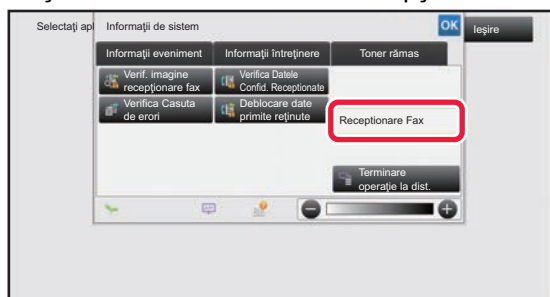 Selectaţi apl
Informaţii de sistem
OK
Ieşire
Informaţii eveniment
Informaţii întreţinere
Toner rămas
Verif. imagine
recepţionare fax
Verifica Datele
Confid. Receptionate
Verifica Casuta
de erori
Deblocare date
primite reţinute
Receptionare Fax
Terminare
operaţie la dist.